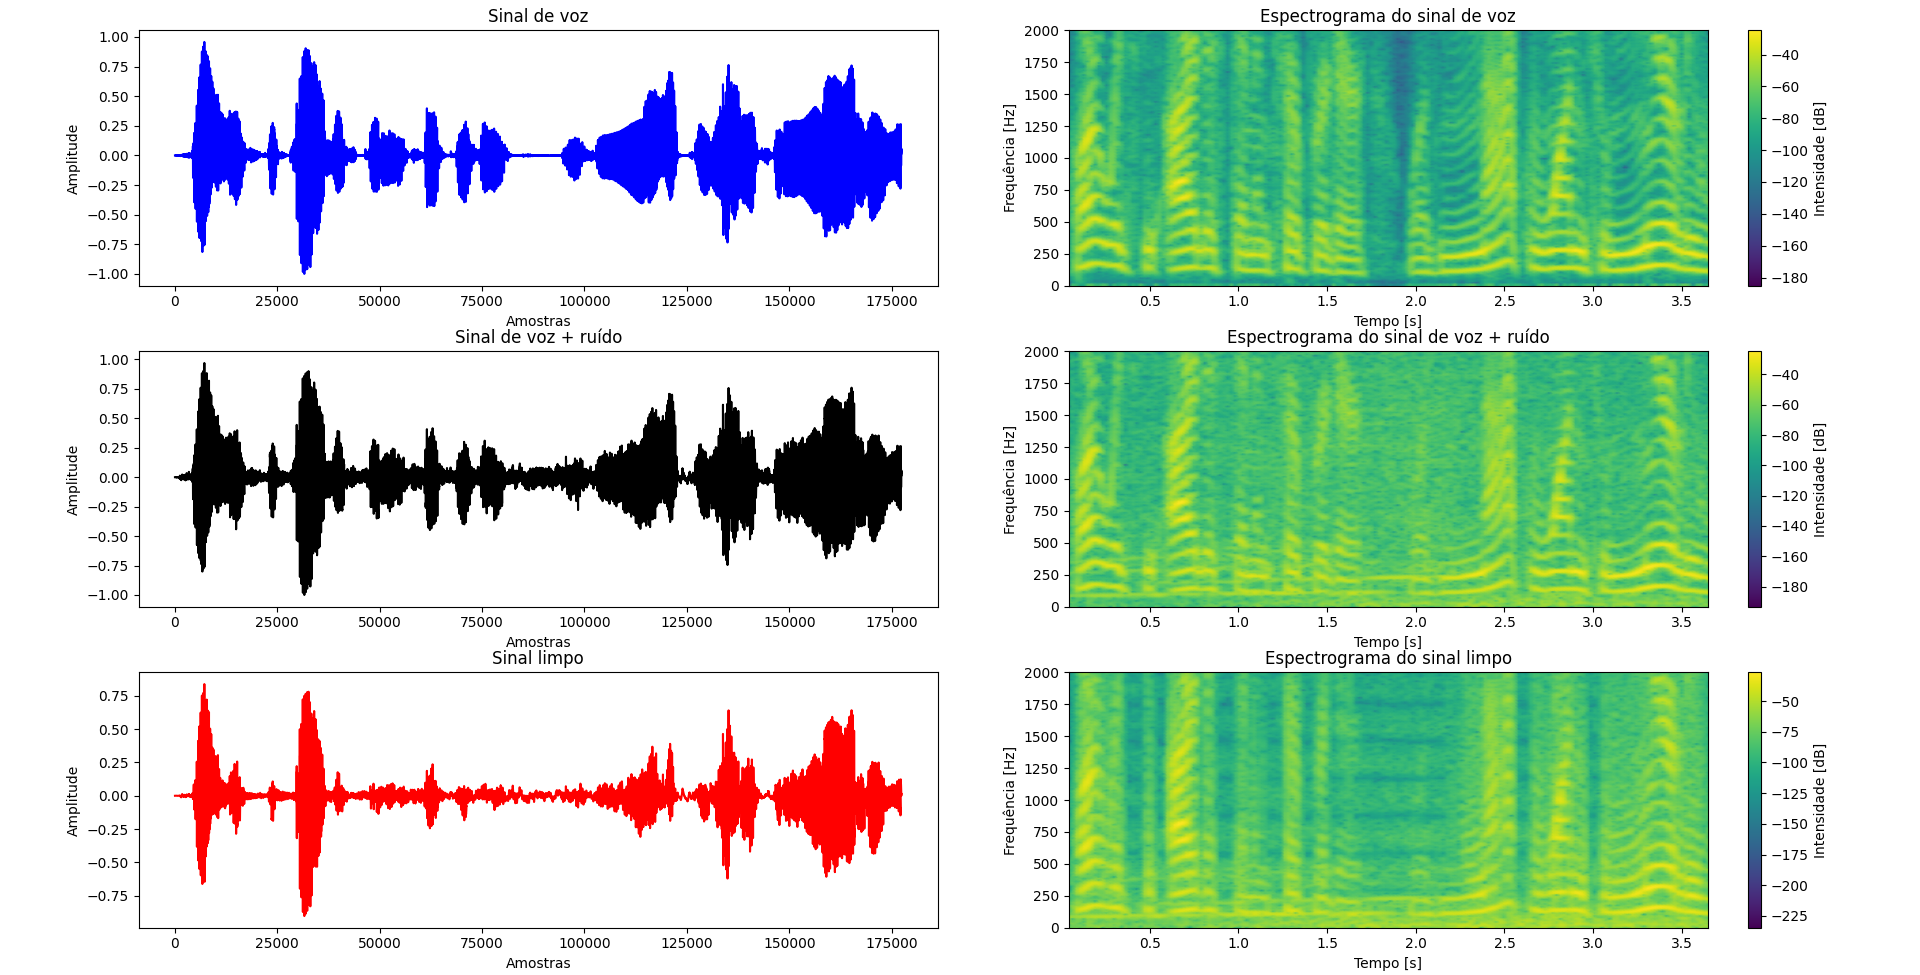 Sinal de voz
1.00
0.75
0.50
0.25
0.00
−0.25
−0.50
−0.75
−1.00
Amplitude
0 25000 50000 75000 100000 125000 150000 175000
Amostras
Espectrograma do sinal de voz
2000
1750
1500
1250
1000
750
500
250
0
Frequência [Hz]
0.5 1.0 1.5 2.0 2.5 3.0 3.5
Tempo [s]
−40
−60
−80
−100
−120
−140
−160
−180
Intensidade [dB]
Sinal de voz + ruído
1.00
0.75
0.50
0.25
0.00
−0.25
−0.50
−0.75
−1.00
Amplitude
0 25000 50000 75000 100000 125000 150000 175000
Amostras
Espectrograma do sinal de voz + ruído
2000
1750
1500
1250
1000
750
500
250
0
Frequência [Hz]
0.5 1.0 1.5 2.0 2.5 3.0 3.5
Tempo [s]
−40
−60
−80
−100
−120
−140
−160
−180
Intensidade [dB]
Sinal limpo
0.75
0.50
0.25
0.00
−0.25
−0.50
−0.75
Amplitude
0 25000 50000 75000 100000 125000 150000 175000
Amostras
Espectrograma do sinal limpo
2000
1750
1500
1250
1000
750
500
250
0
Frequência [Hz]
0.5 1.0 1.5 2.0 2.5 3.0 3.5
Tempo [s]
−50
−75
−100
−125
−150
−175
−200
−225
Intensidade [dB]